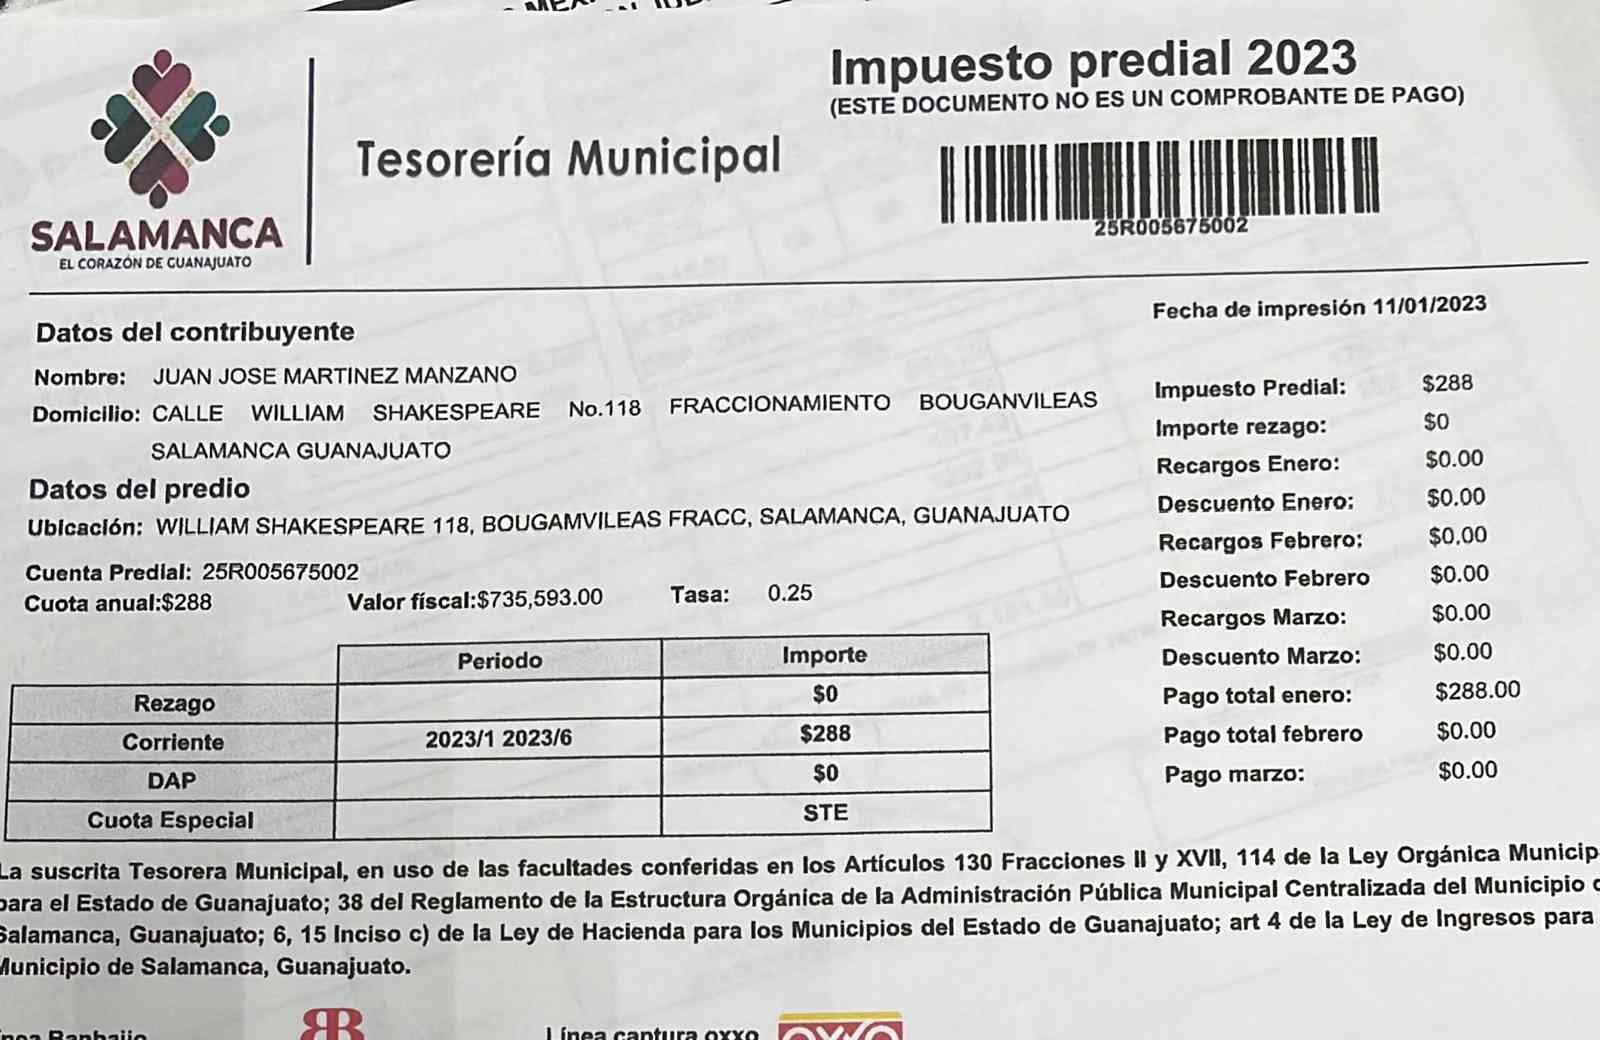 Impuesto predial 2023
(ESTE DOCUMENTO NO ES UN COMPROBANTE DE PAGO)
Tesorería Municipal
25R005675002
SALAMANCA
EL CORAZÓN DE GUANAJUATO
Fecha de impresión 11/01/2023
Datos del contribuyente
Nombre: JUAN JOSE MARTINEZ MANZANO
Domicilio: CALLE WILLIAM SHAKESPEARE No.118 FRACCIONAMIENTO BOUGANVILEAS
SALAMANCA GUANAJUATO
Datos del predio
Ubicación: WILLIAM SHAKESPEARE 118, BOUGAMVILEAS FRACC, SALAMANCA, GUANAJUATO
Cuenta Predial: 25R005675002
Cuota anual:$288 Valor físcal:$735,593.00 Tasa: 0.25
Periodo Importe
Rezago $0
Corriente 2023/1 2023/6 $288
DAP $0
Cuota Especial STE
Impuesto Predial: $288
Importe rezago: $0
Recargos Enero: $0.00
Descuento Enero: $0.00
Recargos Febrero: $0.00
Descuento Febrero $0.00
Recargos Marzo: $0.00
Descuento Marzo: $0.00
Pago total enero: $288.00
Pago total febrero $0.00
Pago marzo: $0.00
La suscrita Tesorera Municipal, en uso de las facultades conferidas en los Artículos 130 Fracciones II y XVII, 114 de la Ley Orgánica Municip
para el Estado de Guanajuato; 38 del Reglamento de la Estructura Orgánica de la Administración Pública Municipal Centralizada del Municipio
Salamanca, Guanajuato; 6, 15 Inciso c) de la Ley de Hacienda para los Municipios del Estado de Guanajuato; art 4 de la Ley de Ingresos para
Municipio de Salamanca, Guanajuato.
Línea captura oxxo OXXO